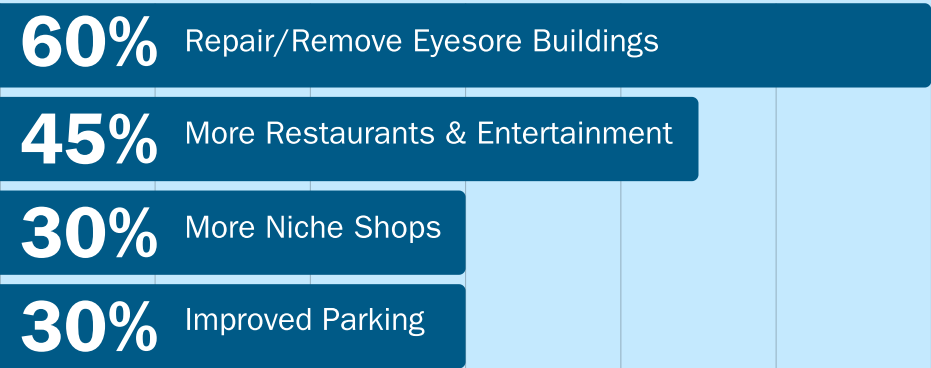 60% Repair/Remove Eyesore Buildings
45% More Restaurants & Entertainment
30% More Niche Shops
30% Improved Parking